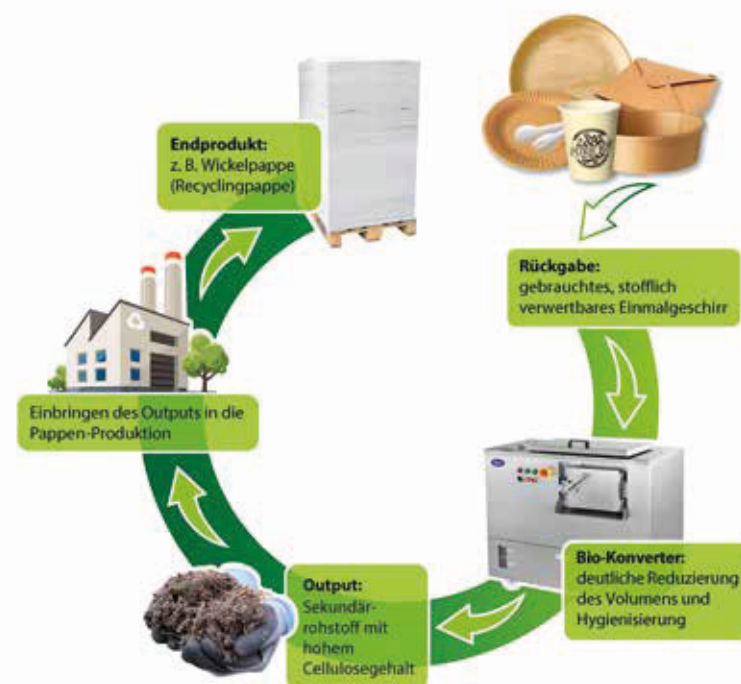 Endprodukt:
z. B. Wickelpappe
(Recyclingpappe)
Rückgabe:
gebrauchtes, stofflich
verwertbares Einmalgeschirr
Bio-Konverter:
deutliche Reduzierung
des Volumens und
Hygienisierung
Output:
Sekundär-
rohstoff mit
hohem
Cellulosegehalt
Einbringen des Outputs in die
Pappen-Produktion